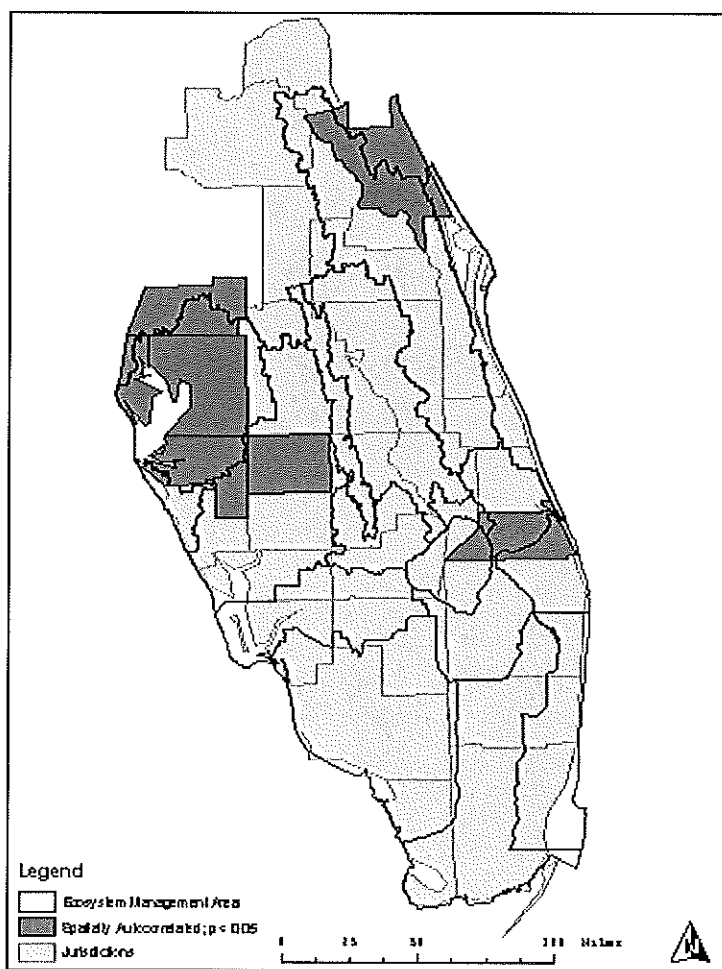 Legend
Ecosystem Management Area
Spatially Autocorrelated; p < 0.05
Jurisdictions
0 25 50 100 Miles
N